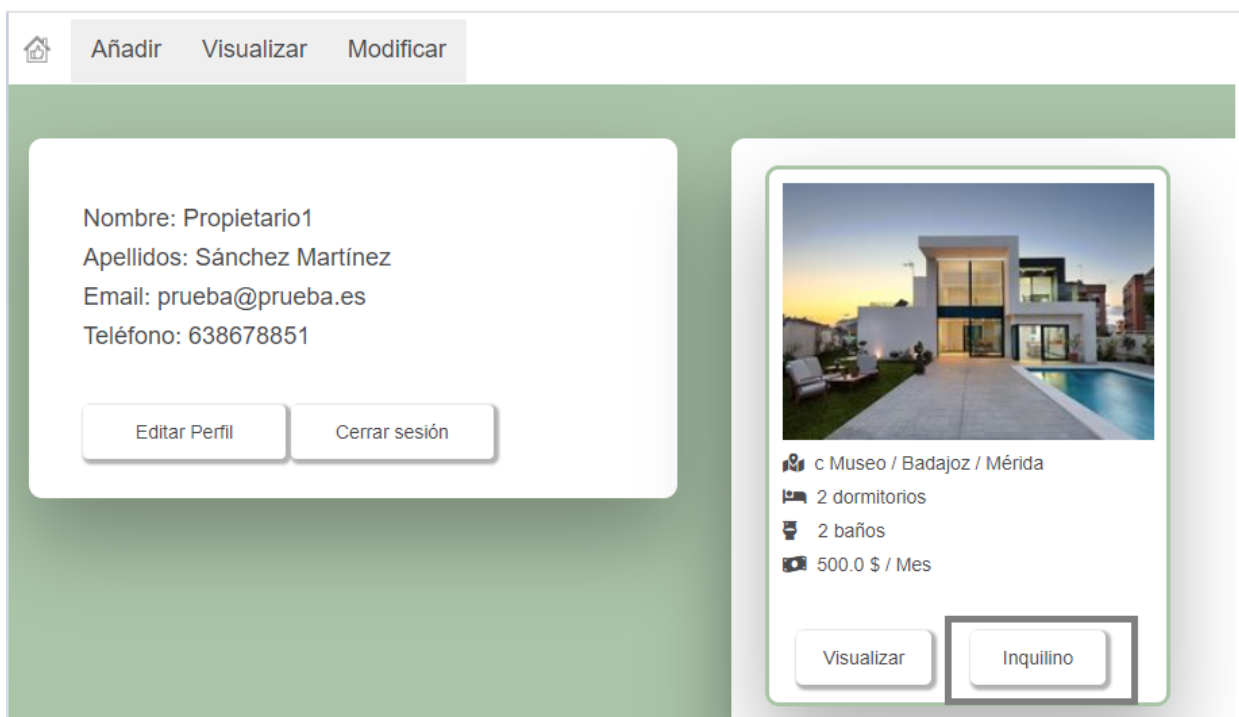 Añadir Visualizar Modificar
Nombre: Propietario1
Apellidos: Sánchez Martínez
Email: prueba@prueba.es
Teléfono: 638678851
Editar Perfil Cerrar sesión
c Museo / Badajoz / Mérida
2 dormitorios
2 baños
500.0 $ / Mes
Visualizar Inquilino